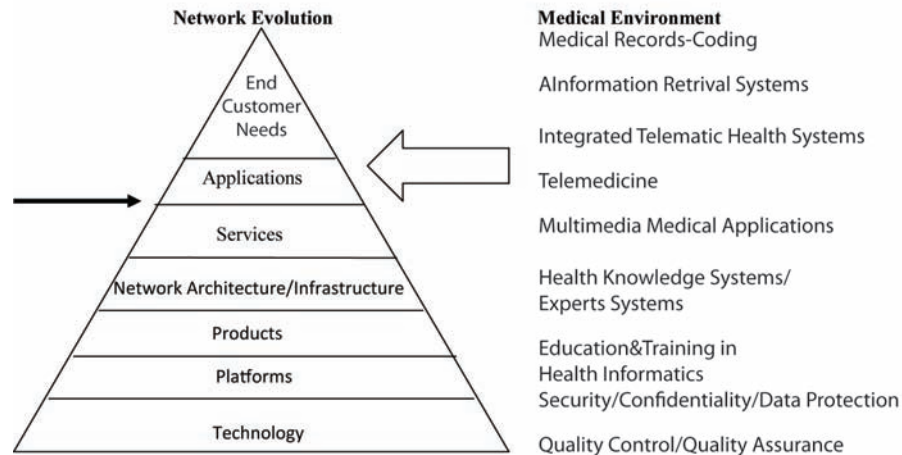 Network Evolution
End
Customer
Needs
Applications
Services
Network Architecture/Infrastructure
Products
Platforms
Technology
Medical Environment
Medical Records-Coding
AInformation Retrival Systems
Integrated Telematic Health Systems
Telemedicine
Multimedia Medical Applications
Health Knowledge Systems/
Experts Systems
Education&Training in
Health Informatics
Security/Confidentiality/Data Protection
Quality Control/Quality Assurance